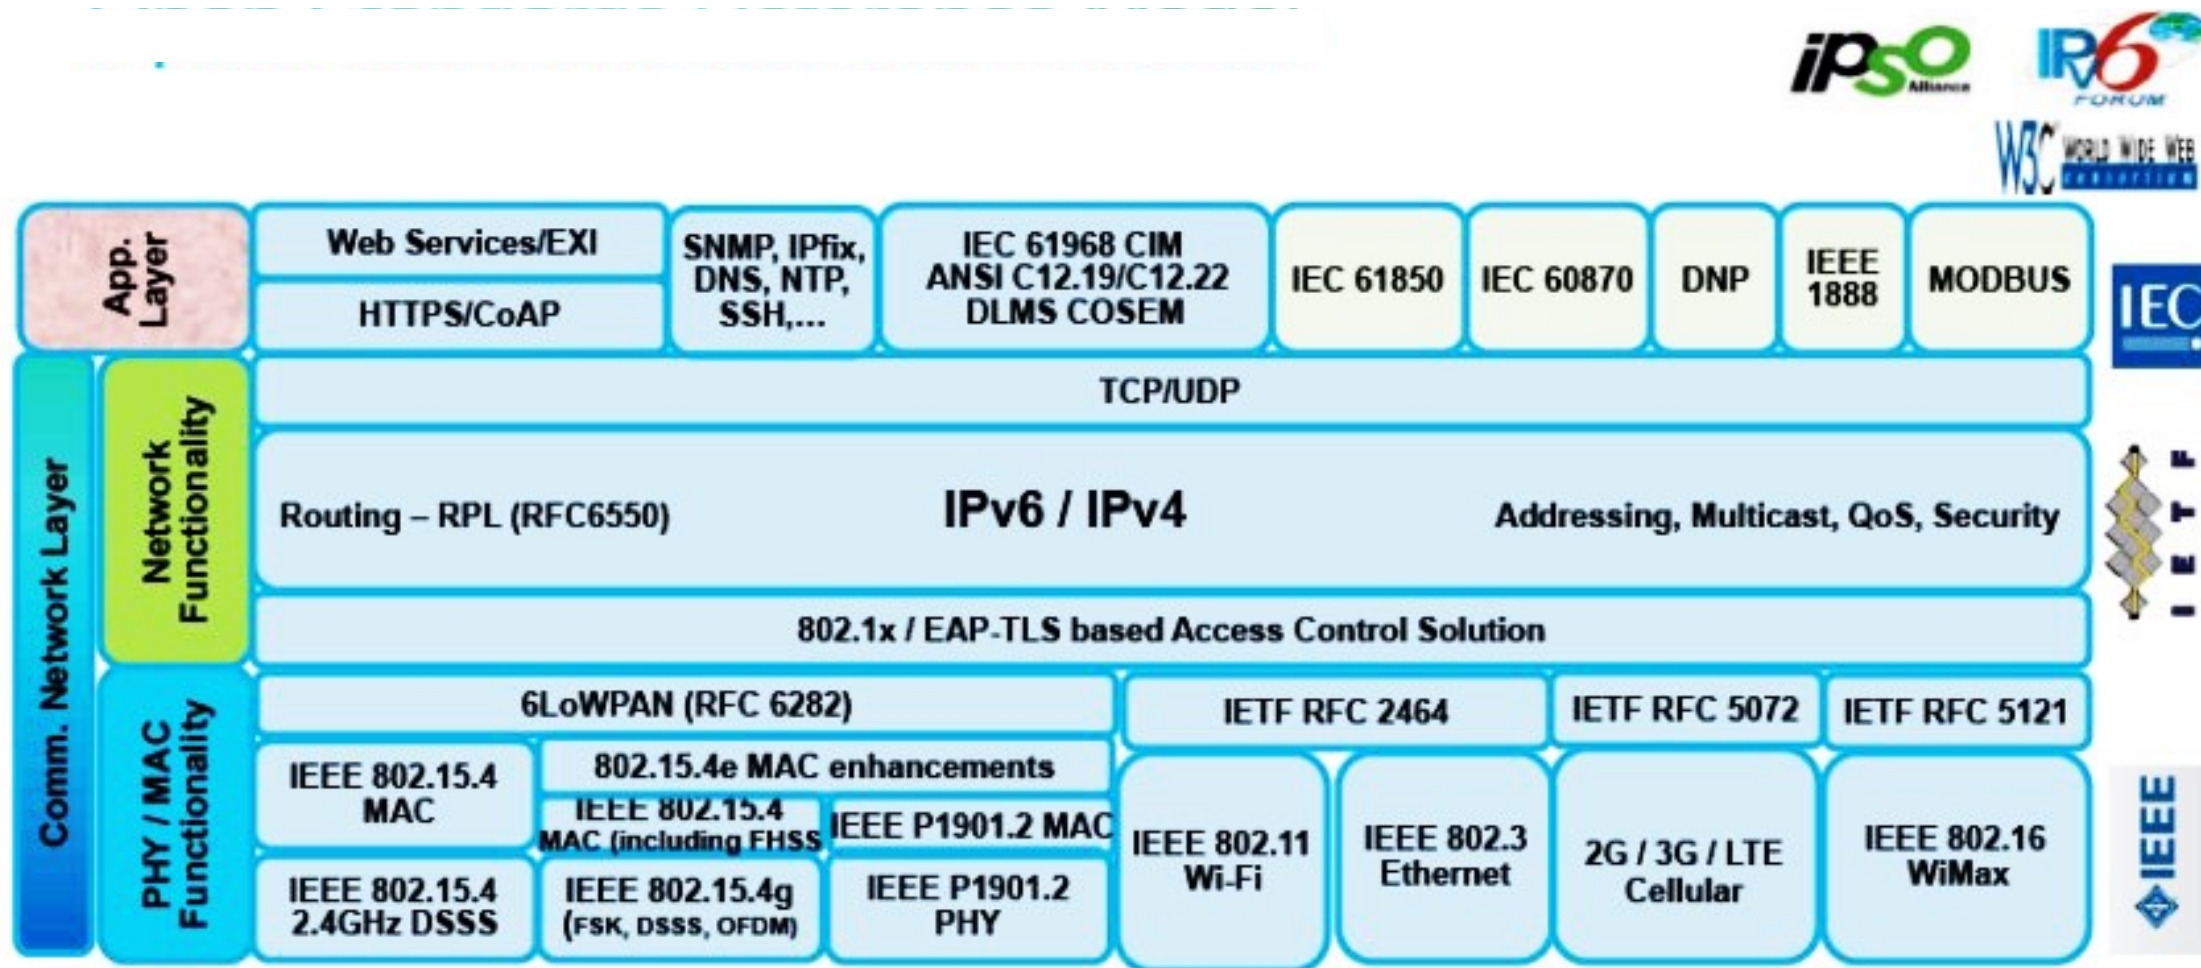 iPSO
Alliance
IPv6
FORUM
W3C WORLD WIDE WEB
consortium
App.
Layer
Web Services/EXI
HTTPS/CoAP
SNMP, IPfix,
DNS, NTP,
SSH,...
IEC 61968 CIM
ANSI C12.19/C12.22
DLMS COSEM
IEC 61850
IEC 60870
DNP
IEEE
1888
MODBUS
IEC
Comm. Network Layer
Network
Functionality
TCP/UDP
Routing – RPL (RFC6550)
IPv6 / IPv4
Addressing, Multicast, QoS, Security
802.1x / EAP-TLS based Access Control Solution
I E T F
PHY / MAC
Functionality
6LoWPAN (RFC 6282)
IETF RFC 2464
IETF RFC 5072
IETF RFC 5121
IEEE 802.15.4
MAC
802.15.4e MAC enhancements
IEEE 802.15.4
MAC (including FHSS
IEEE P1901.2 MAC
IEEE 802.15.4
2.4GHz DSSS
IEEE 802.15.4g
(FSK, DSSS, OFDM)
IEEE P1901.2
PHY
IEEE 802.11
Wi-Fi
IEEE 802.3
Ethernet
2G / 3G / LTE
Cellular
IEEE 802.16
WiMax
IEEE